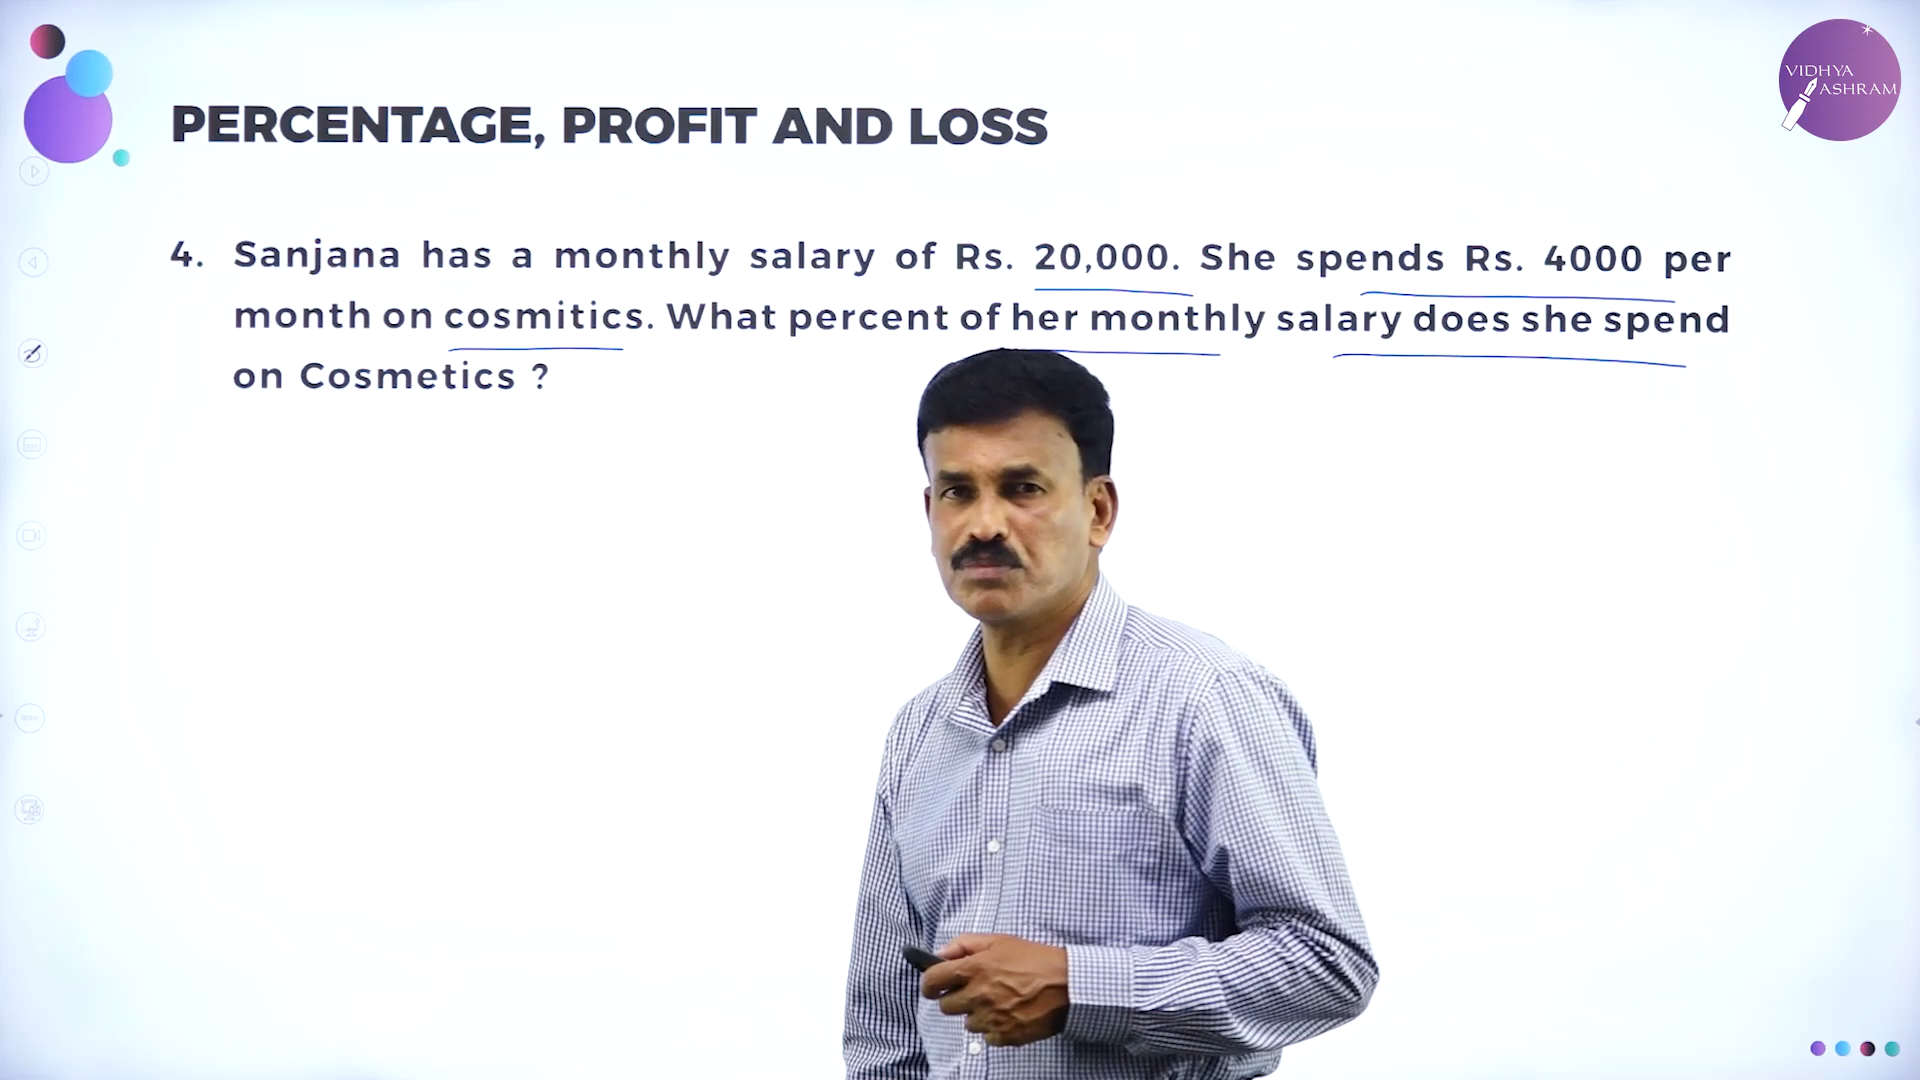 VIDHYA
ASHRAM
PERCENTAGE, PROFIT AND LOSS
4. Sanjana has a monthly salary of Rs. 20,000. She spends Rs. 4000 per
month on cosmitics. What percent of her monthly salary does she spend
on Cosmetics ?